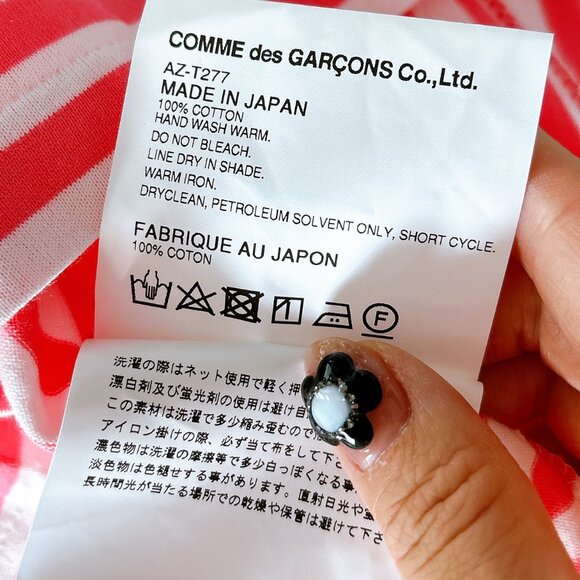 COMME des GARÇONS Co.,Ltd.
AZ-T277
MADE IN JAPAN
100% COTTON
HAND WASH WARM.
DO NOT BLEACH.
LINE DRY IN SHADE.
WARM IRON.
DRYCLEAN, PETROLEUM SOLVENT ONLY, SHORT CYCLE.
FABRIQUE AU JAPON
100% COTON
F
洗濯の際はネット使用で軽く押
漂白剤及び蛍光剤の使用は避け自
この素材は洗濯で多少縮み歪むので形
アイロン掛けの際、必ず当て布をして下
濃色物は洗濯の摩擦等で多少白っぽくなる事
淡色物は色褪せする事があります。直射日光や蛍
長時間光が当たる場所での乾燥や保管は避けて下さ